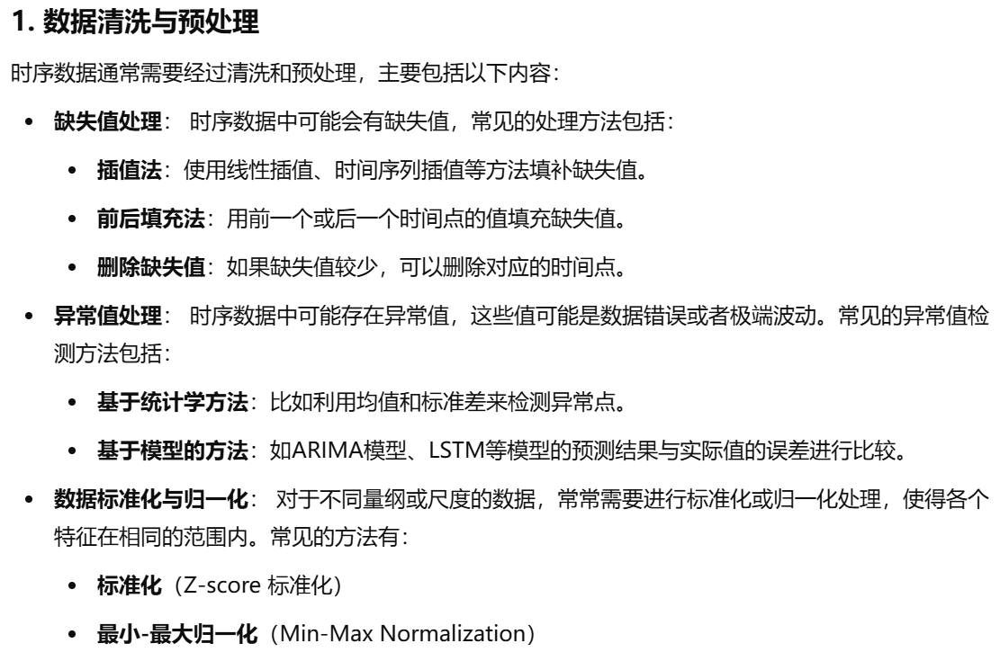 1. 数据清洗与预处理
时序数据通常需要经过清洗和预处理，主要包括以下内容：
• 缺失值处理： 时序数据中可能会有缺失值，常见的处理方法包括：
• 插值法：使用线性插值、时间序列插值等方法填补缺失值。
• 前后填充法：用前一个或后一个时间点的值填充缺失值。
• 删除缺失值：如果缺失值较少，可以删除对应的时间点。
• 异常值处理： 时序数据中可能存在异常值，这些值可能是数据错误或者极端波动。常见的异常值检
测方法包括：
• 基于统计学方法：比如利用均值和标准差来检测异常点。
• 基于模型的方法：如ARIMA模型、LSTM等模型的预测结果与实际值的误差进行比较。
• 数据标准化与归一化： 对于不同量纲或尺度的数据，常常需要进行标准化或归一化处理，使得各个
特征在相同的范围内。常见的方法有：
• 标准化（Z-score 标准化）
• 最小-最大归一化（Min-Max Normalization）